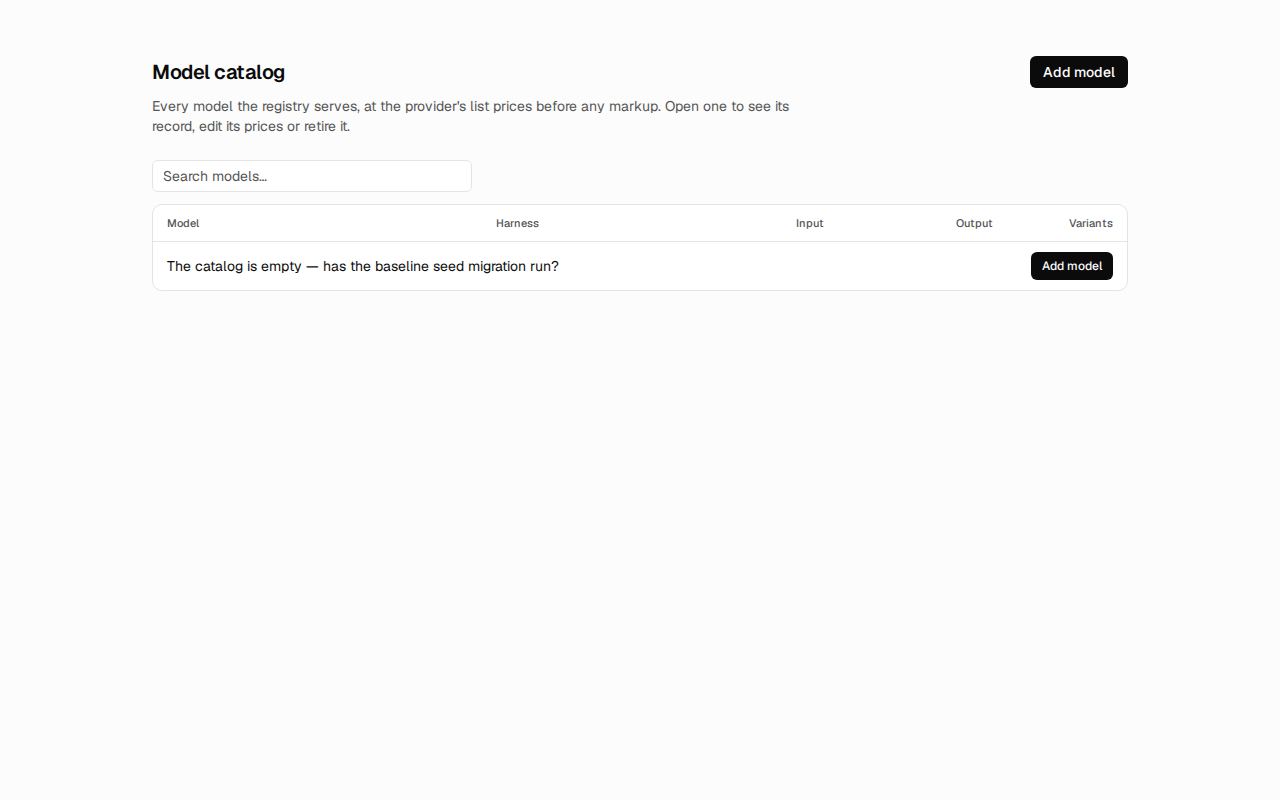 Model catalog
Add model
Every model the registry serves, at the provider's list prices before any markup. Open one to see its
record, edit its prices or retire it.
Search models…
Model Harness Input Output Variants
The catalog is empty — has the baseline seed migration run?
Add model